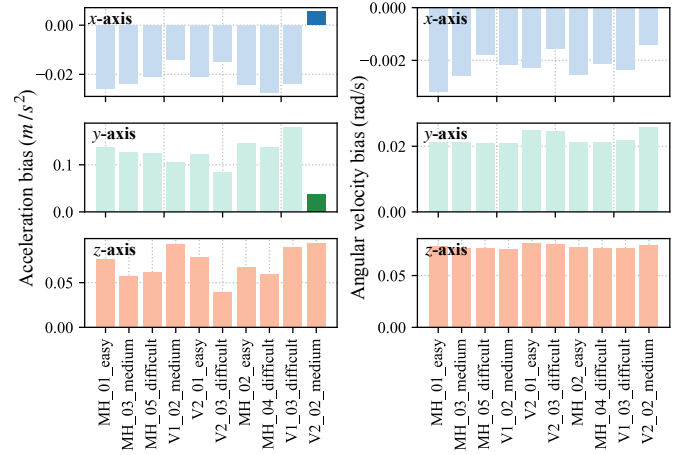 Acceleration bias (m/s²)
x-axis
0.00
−0.02
y-axis
0.1
0.0
z-axis
0.05
0.00
MH_01_easy
MH_03_medium
MH_05_difficult
V1_02_medium
V2_01_easy
V2_03_difficult
MH_02_easy
MH_04_difficult
V1_03_difficult
V2_02_medium
Angular velocity bias (rad/s)
x-axis
0.000
−0.002
y-axis
0.02
0.00
z-axis
0.05
0.00
MH_01_easy
MH_03_medium
MH_05_difficult
V1_02_medium
V2_01_easy
V2_03_difficult
MH_02_easy
MH_04_difficult
V1_03_difficult
V2_02_medium